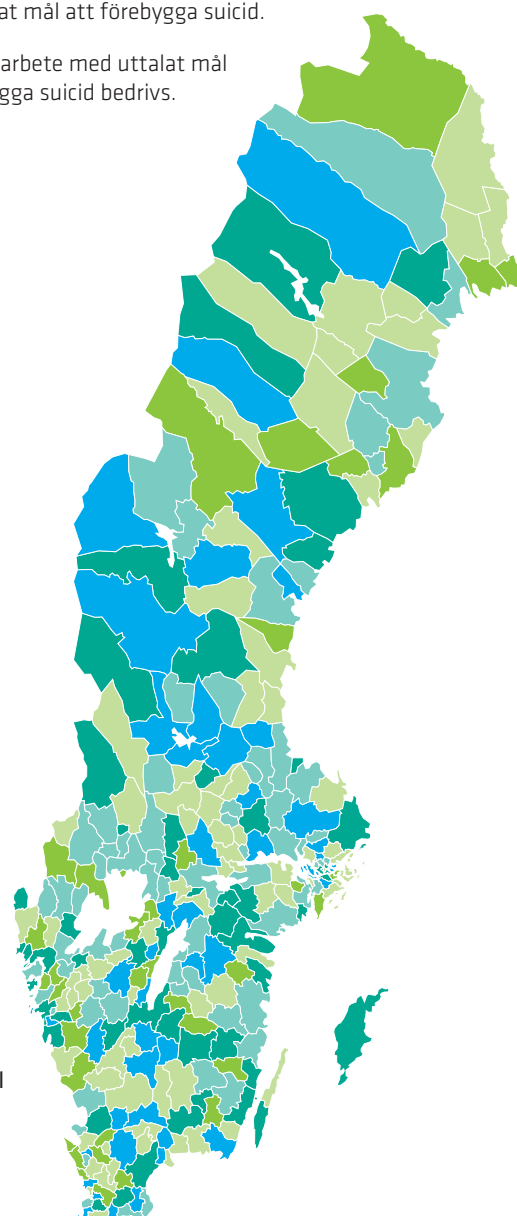 at mål att förebygga suicid.
arbete med uttalat mål
gga suicid bedrivs.
l